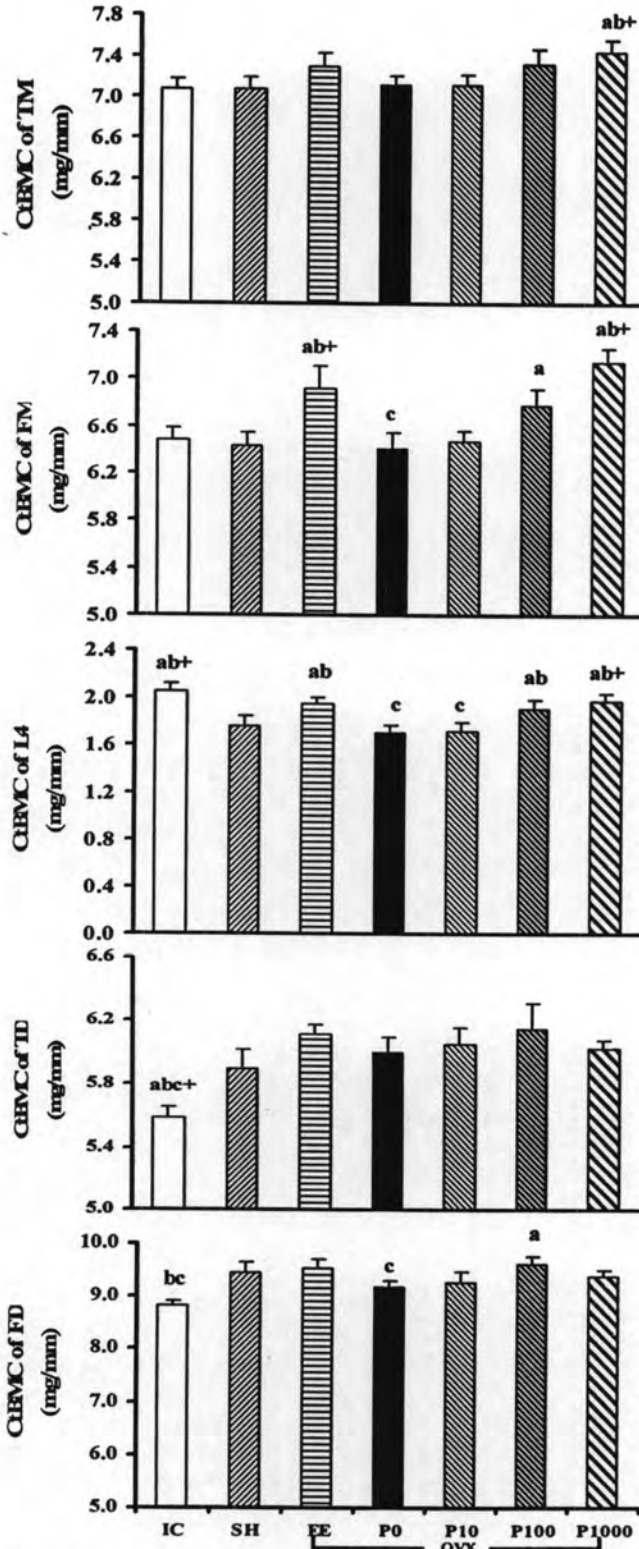 CtBMC of TM
(mg/mm)
7.8
7.4
7.0
6.6
6.2
5.8
5.4
5.0
ab+
CtBMC of FM
(mg/mm)
7.4
7.0
6.6
6.2
5.8
5.4
5.0
ab+
c
a
ab+
CtBMC of L4
(mg/mm)
2.4
2.0
1.6
1.2
0.8
0.4
0.0
ab+
ab
c
c
ab
ab+
CtBMC of TD
(mg/mm)
6.6
6.2
5.8
5.4
5.0
abc+
CtBMC of FD
(mg/mm)
10.0
9.0
8.0
7.0
6.0
5.0
bc
c
a
IC SH EE P0 P10 P100 P1000
OVX